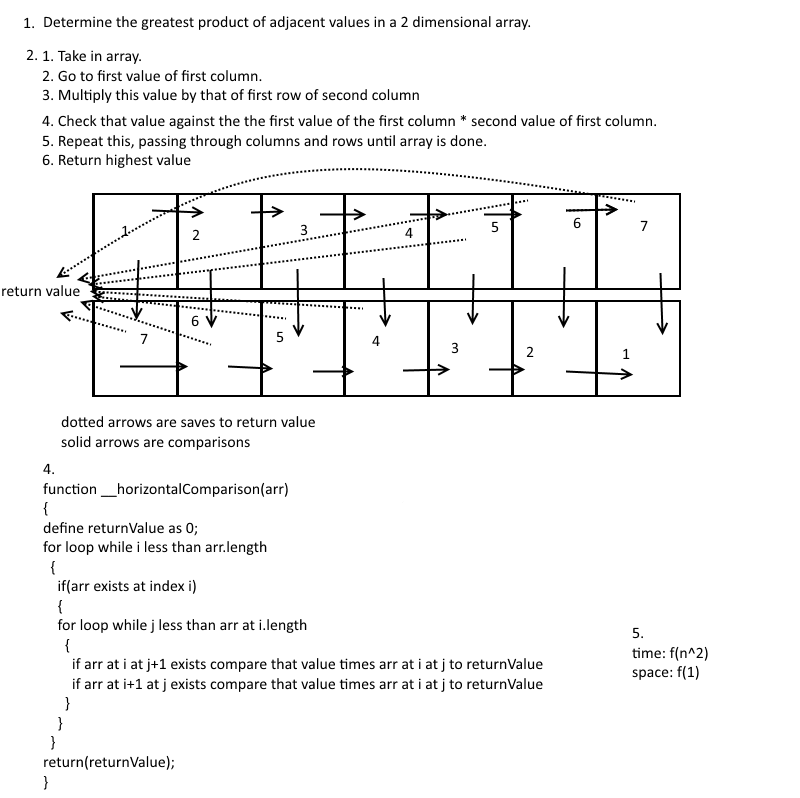 1. Determine the greatest product of adjacent values in a 2 dimensional array.
2. 1. Take in array.
2. Go to first value of first column.
3. Multiply this value by that of first row of second column
4. Check that value against the the first value of the first column * second value of first column.
5. Repeat this, passing through columns and rows until array is done.
6. Return highest value
1 2 3 4 5 6 7
return value
7 6 5 4 3 2 1
dotted arrows are saves to return value
solid arrows are comparisons
4.
function __horizontalComparison(arr)
{
define returnValue as 0;
for loop while i less than arr.length
{
if(arr exists at index i)
{
for loop while j less than arr at i.length
{
if arr at i at j+1 exists compare that value times arr at i at j to returnValue
if arr at i+1 at j exists compare that value times arr at i at j to returnValue
}
}
}
return(returnValue);
}
5.
time: f(n^2)
space: f(1)